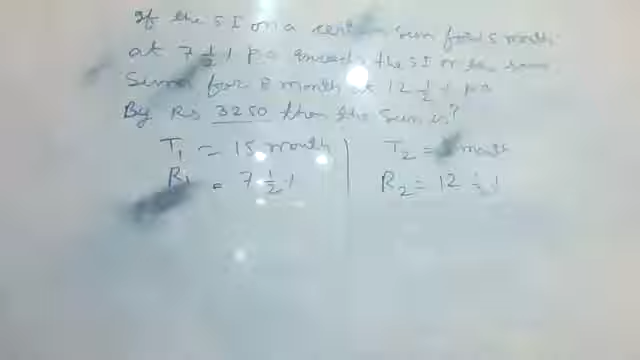 If the S I on a certain sum for 15 month
at 7 1/2 % p.a exceeds the S I on the same
Sum for 8 month at 12 1/2 % p.a
By Rs 3250 then the sum is?
T1 = 15 month
T2 = month
R1 = 7 1/2 %
R2 = 12 1/2 %